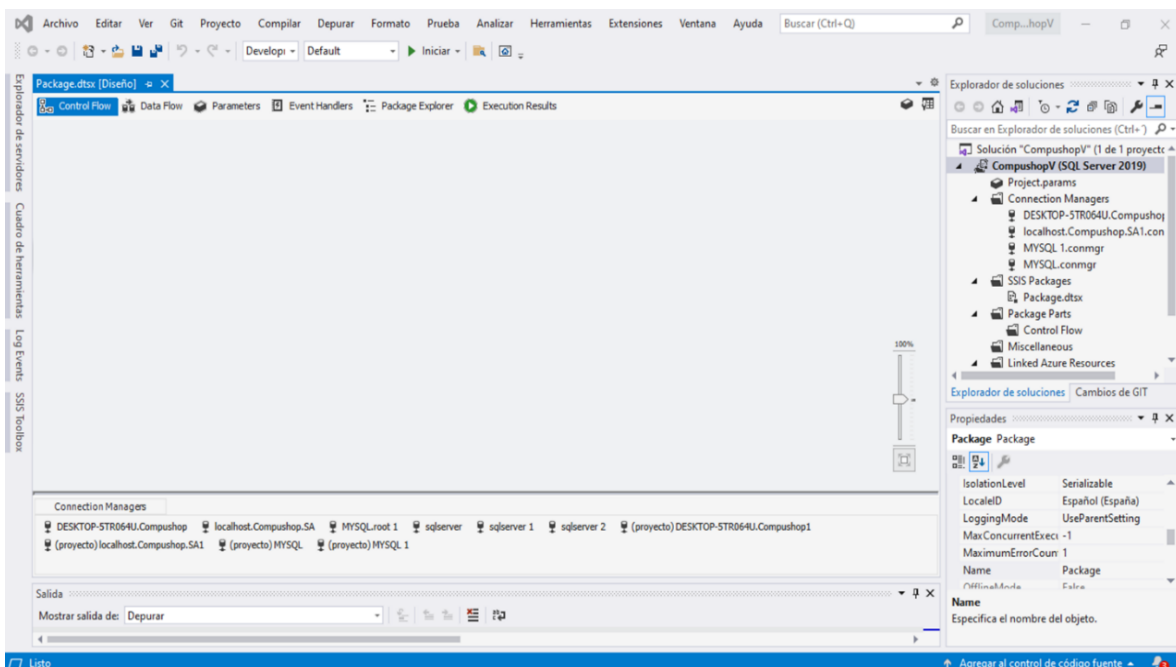 Archivo Editar Ver Git Proyecto Compilar Depurar Formato Prueba Analizar Herramientas Extensiones Ventana Ayuda Buscar (Ctrl+Q) Comp...hopV
Develop Default Iniciar
Explorador de servidores
Cuadro de herramientas
Log Events
SSIS Toolbox
Package.dtsx [Diseño]
Control Flow Data Flow Parameters Event Handlers Package Explorer Execution Results
100%
Connection Managers
DESKTOP-5TR064U.Compushop localhost.Compushop.SA MYSQL.root 1 sqlserver sqlserver 1 sqlserver 2 (proyecto) DESKTOP-5TR064U.Compushop1
(proyecto) localhost.Compushop.SA1 (proyecto) MYSQL (proyecto) MYSQL 1
Salida
Mostrar salida de: Depurar
Explorador de soluciones
Buscar en Explorador de soluciones (Ctrl+´)
Solución "CompushopV" (1 de 1 proyecto
CompushopV (SQL Server 2019)
Project.params
Connection Managers
DESKTOP-5TR064U.Compushop
localhost.Compushop.SA1.con
MYSQL 1.conmgr
MYSQL.conmgr
SSIS Packages
Package.dtsx
Package Parts
Control Flow
Miscellaneous
Linked Azure Resources
Explorador de soluciones Cambios de GIT
Propiedades
Package Package
IsolationLevel Serializable
LocaleID Español (España)
LoggingMode UseParentSetting
MaxConcurrentExecu -1
MaximumErrorCoun 1
Name Package
OfflineMode False
Name
Especifica el nombre del objeto.
Listo Agregar al control de código fuente